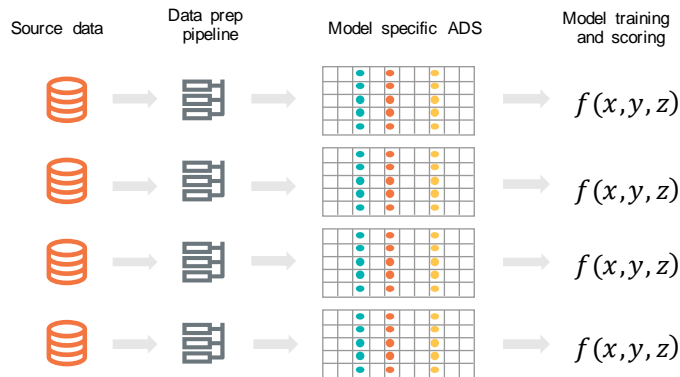 Source data
Data prep
pipeline
Model specific ADS
Model training
and scoring
f(x,y,z)
f(x,y,z)
f(x,y,z)
f(x,y,z)